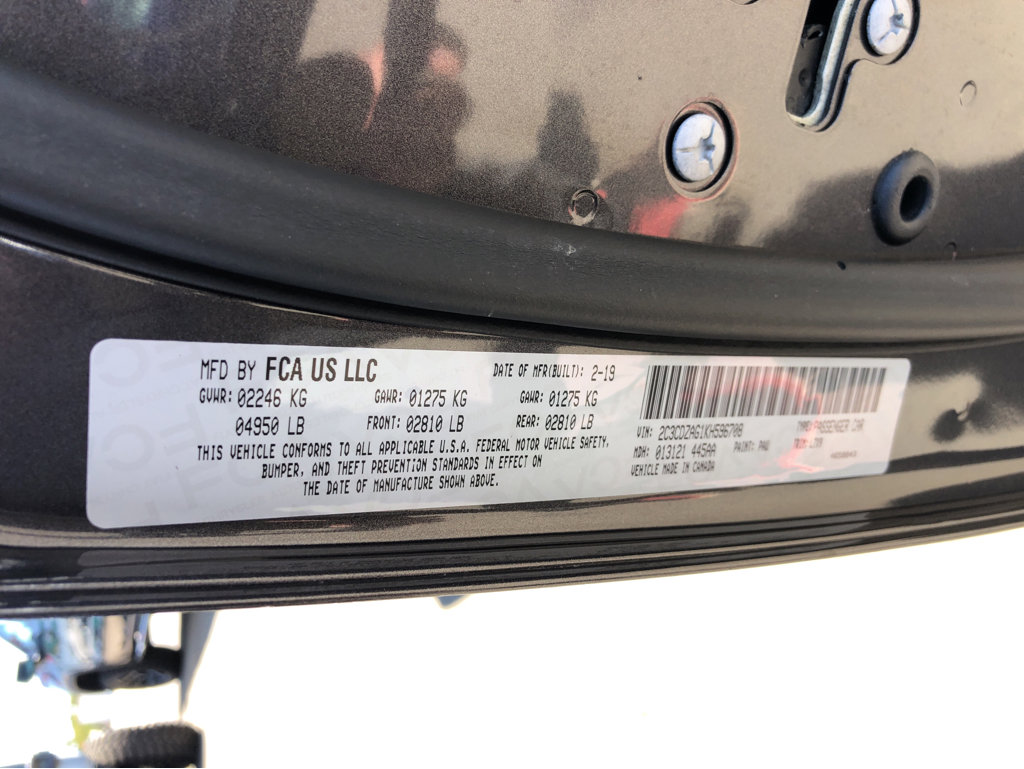 MFD BY FCA US LLC DATE OF MFR(BUILT): 2-19
GVWR: 02246 KG GAWR: 01275 KG GAWR: 01275 KG
04950 LB FRONT: 02810 LB REAR: 02810 LB
THIS VEHICLE CONFORMS TO ALL APPLICABLE U.S.A. FEDERAL MOTOR VEHICLE SAFETY,
BUMPER, AND THEFT PREVENTION STANDARDS IN EFFECT ON
THE DATE OF MANUFACTURE SHOWN ABOVE.
VIN: 2C3CDZAG1KH596708 TYPE: PASSENGER CAR
MDH: 013121 445AA PAINT: PAU TRIM:
VEHICLE MADE IN CANADA